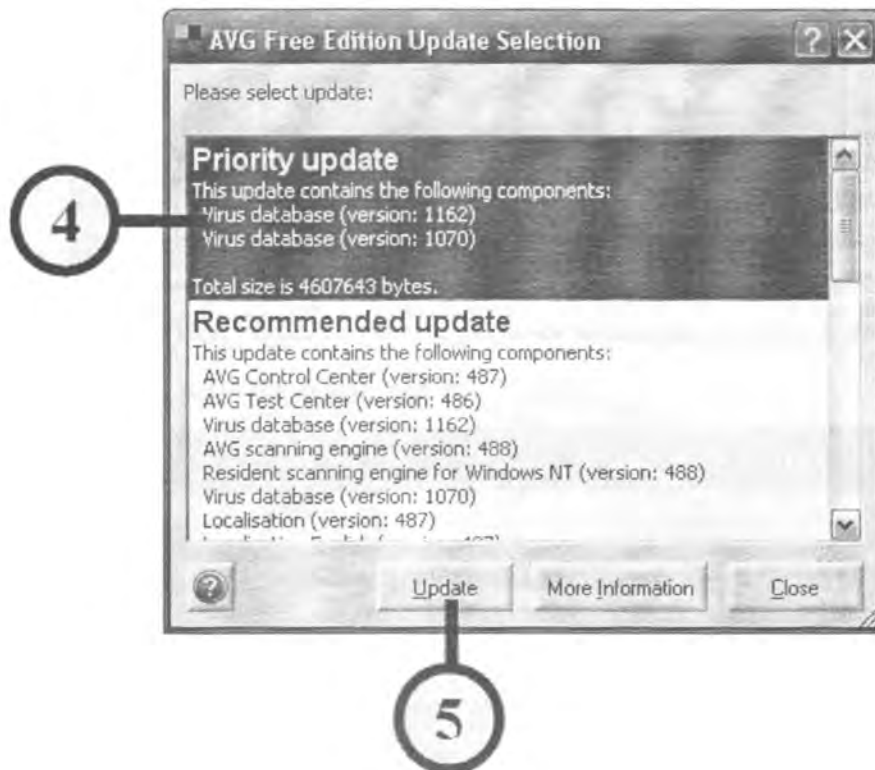 AVG Free Edition Update Selection
Please select update:
Priority update
This update contains the following components:
Virus database (version: 1162)
Virus database (version: 1070)
Total size is 4607643 bytes.
4
Recommended update
This update contains the following components:
AVG Control Center (version: 487)
AVG Test Center (version: 486)
Virus database (version: 1162)
AVG scanning engine (version: 488)
Resident scanning engine for Windows NT (version: 488)
Virus database (version: 1070)
Localisation (version: 487)
Update
More Information
Close
5